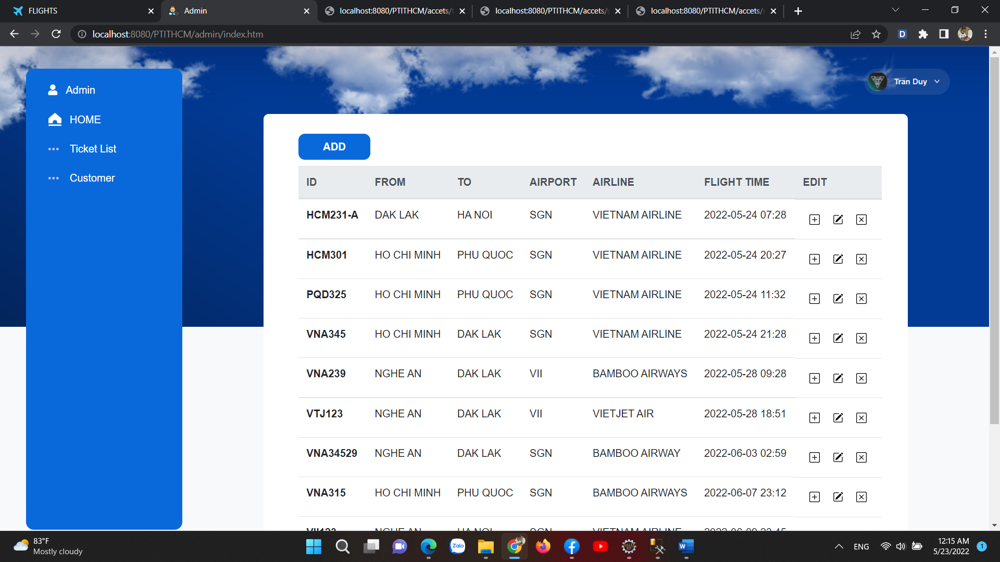 FLIGHTS
Admin
localhost:8080/PTITHCM/accets/
localhost:8080/PTITHCM/accets/
localhost:8080/PTITHCM/accets/
localhost:8080/PTITHCM/admin/index.htm
D
Admin
HOME
Ticket List
Customer
Tran Duy
ADD
ID FROM TO AIRPORT AIRLINE FLIGHT TIME EDIT
HCM231-A DAK LAK HA NOI SGN VIETNAM AIRLINE 2022-05-24 07:28
HCM301 HO CHI MINH PHU QUOC SGN VIETNAM AIRLINE 2022-05-24 20:27
PQD325 HO CHI MINH PHU QUOC SGN VIETNAM AIRLINE 2022-05-24 11:32
VNA345 HO CHI MINH DAK LAK SGN VIETNAM AIRLINE 2022-05-24 21:28
VNA239 NGHE AN DAK LAK VII BAMBOO AIRWAYS 2022-05-28 09:28
VTJ123 NGHE AN DAK LAK VII VIETJET AIR 2022-05-28 18:51
VNA34529 NGHE AN DAK LAK SGN BAMBOO AIRWAY 2022-06-03 02:59
VNA315 HO CHI MINH PHU QUOC SGN BAMBOO AIRWAYS 2022-06-07 23:12
NGHE AN HA NOI SGN VIETNAM AIRLINE
83°F
Mostly cloudy
Zalo
ENG
12:15 AM
5/23/2022
1